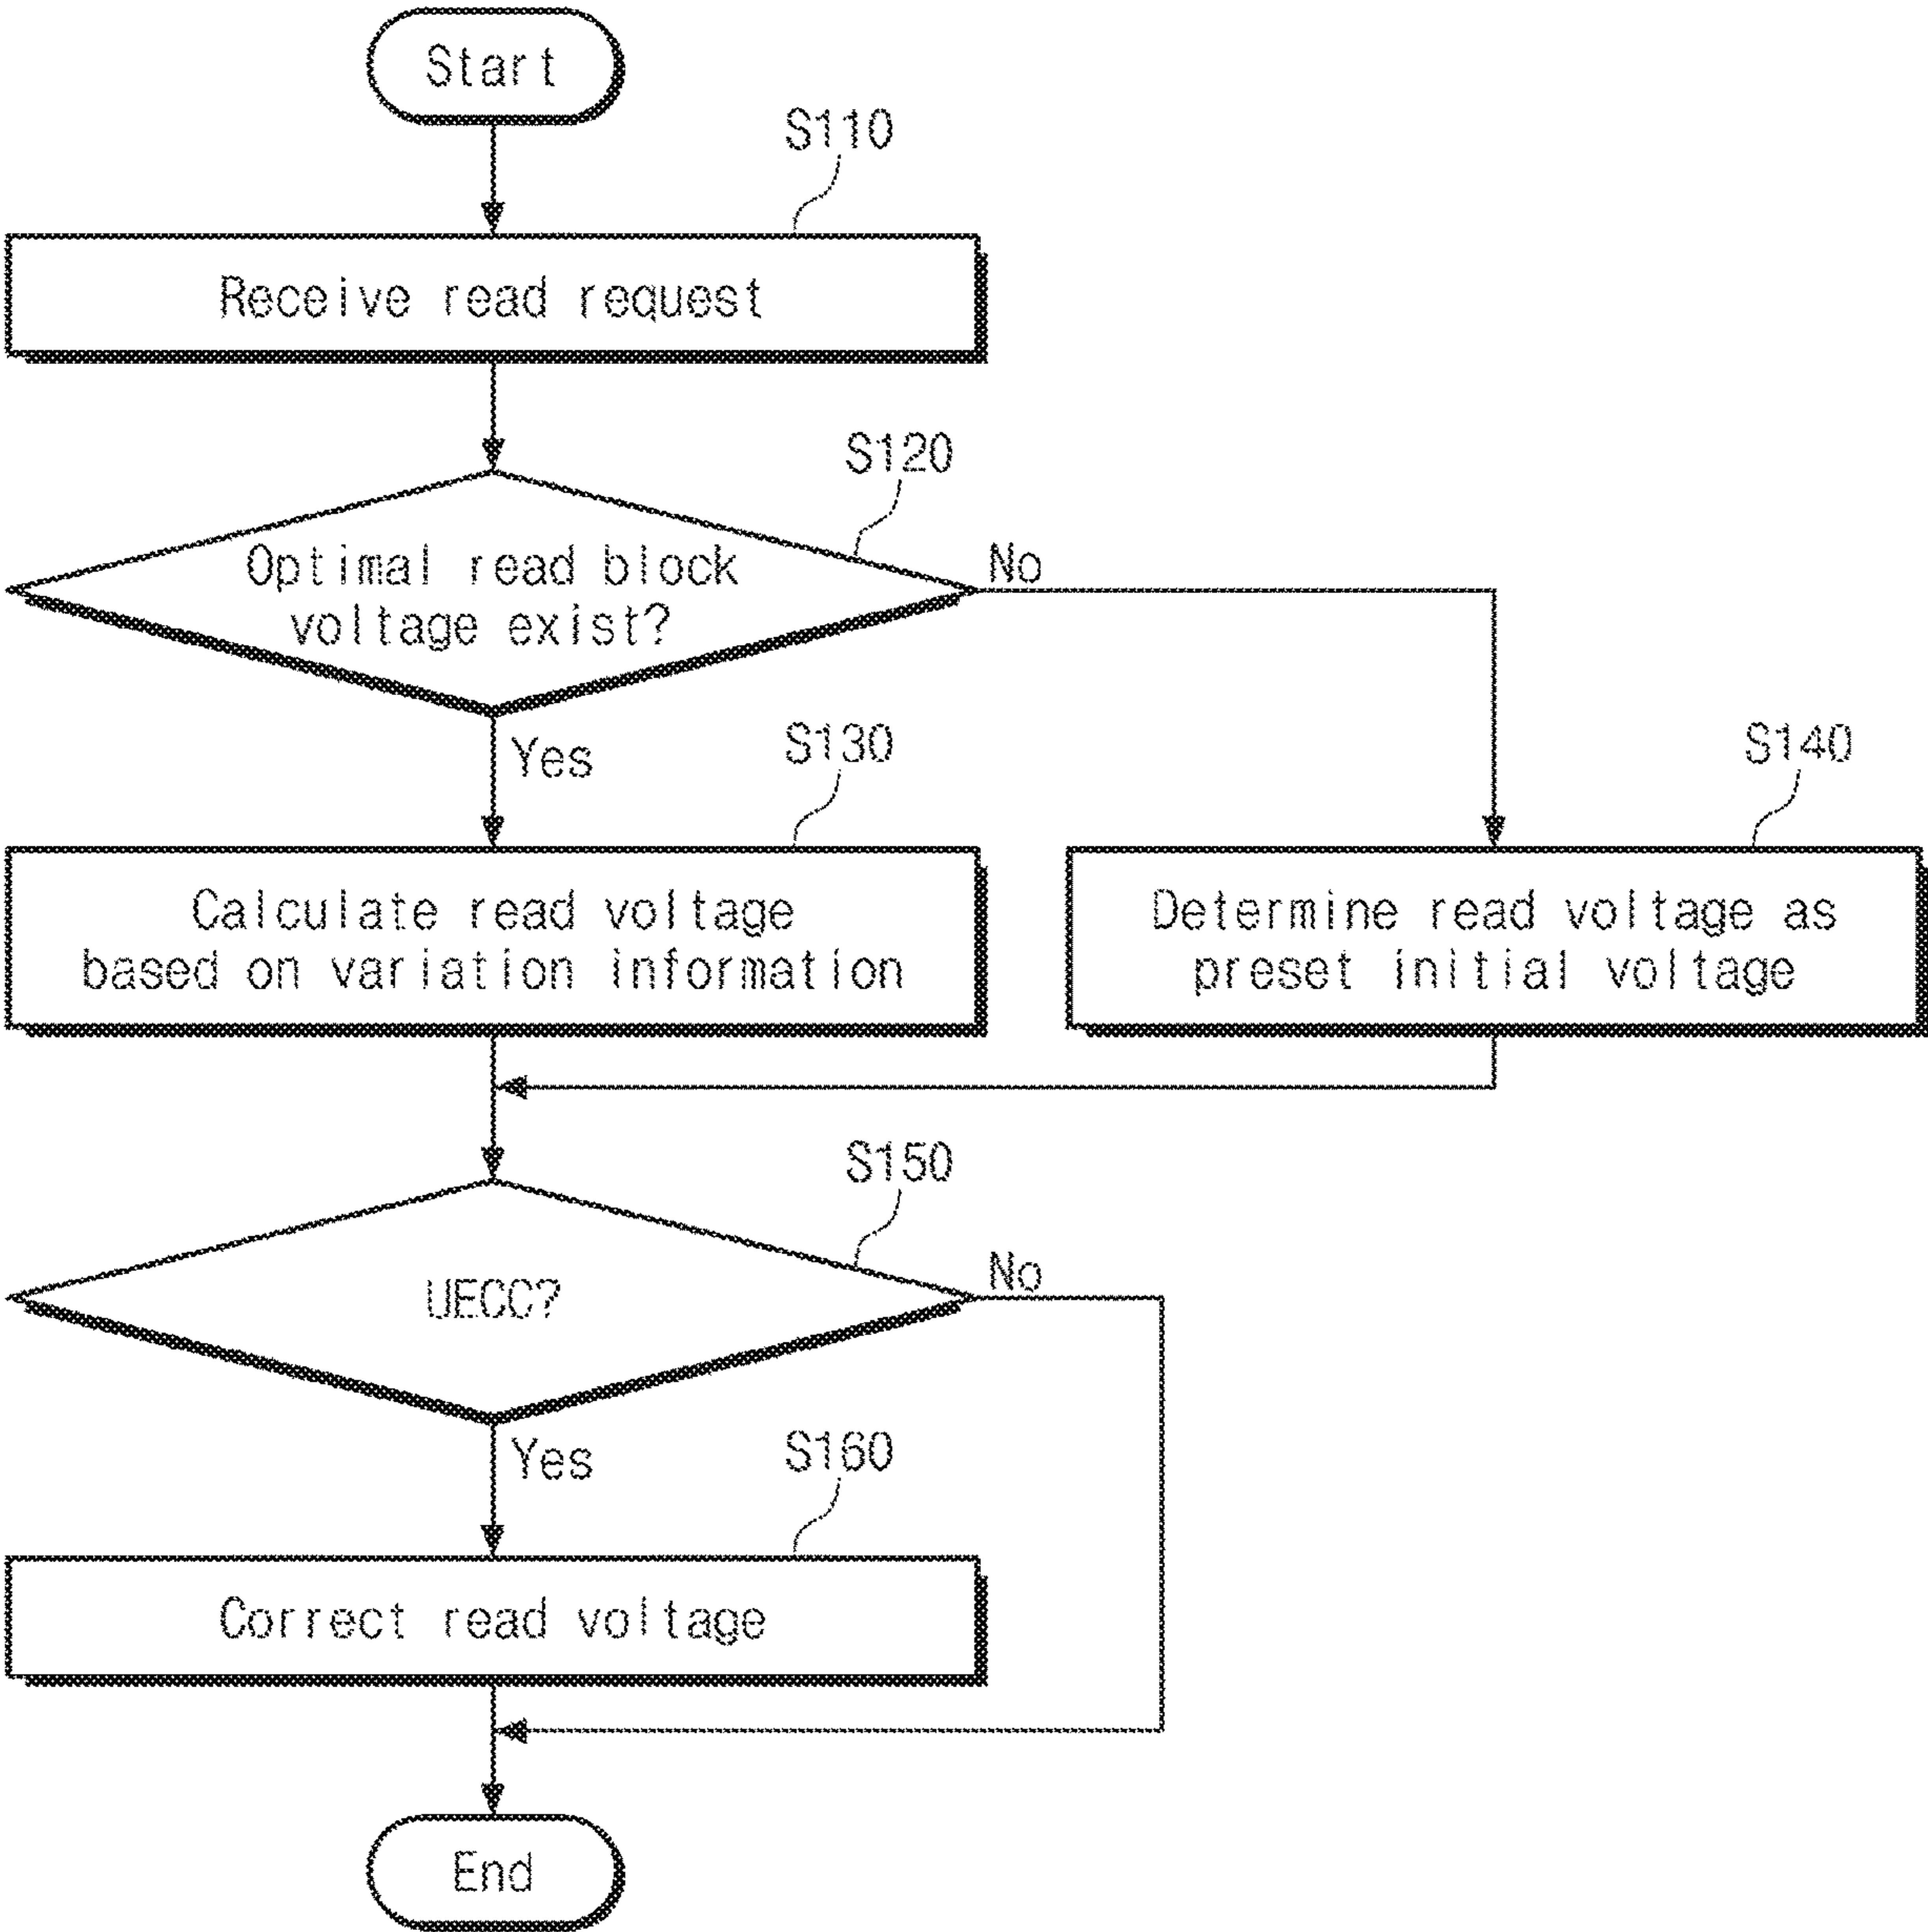 Start
S110
Receive read request
S120
Optimal read block
voltage exist?
No
Yes
S130
S140
Calculate read voltage
based on variation information
Determine read voltage as
preset initial voltage
S150
UECC?
No
Yes
S160
Correct read voltage
End